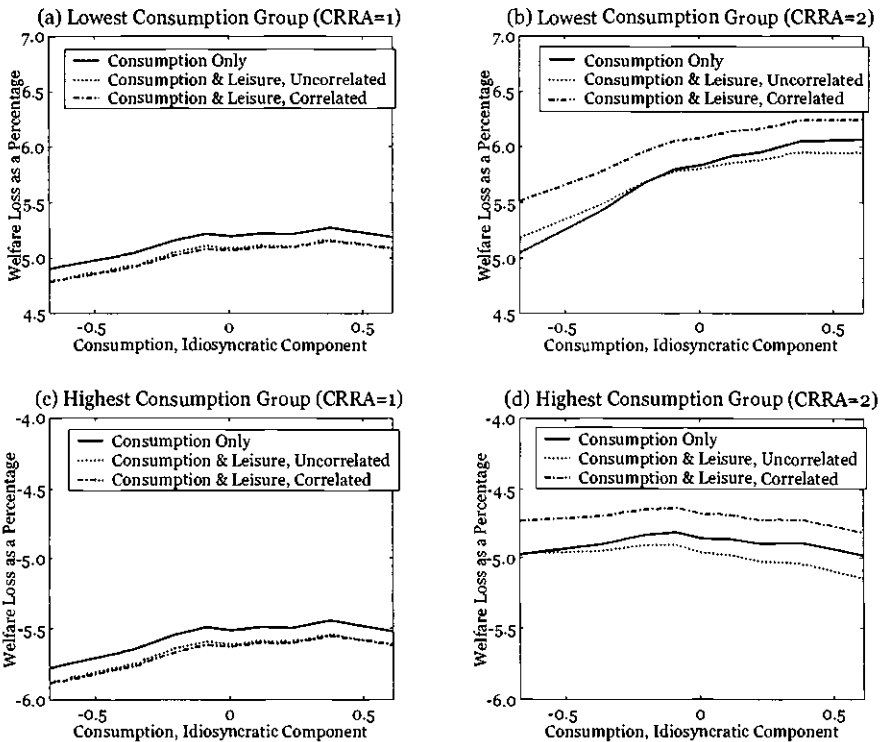 (a) Lowest Consumption Group (CRRA=1)
7.0
6.5
6.0
5.5
5.0
4.5
Welfare Loss as a Percentage
Consumption Only
Consumption & Leisure, Uncorrelated
Consumption & Leisure, Correlated
-0.5
0
0.5
Consumption, Idiosyncratic Component
(b) Lowest Consumption Group (CRRA=2)
7.0
6.5
6.0
5.5
5.0
4.5
Welfare Loss as a Percentage
Consumption Only
Consumption & Leisure, Uncorrelated
Consumption & Leisure, Correlated
-0.5
0
0.5
Consumption, Idiosyncratic Component
(c) Highest Consumption Group (CRRA=1)
-4.0
-4.5
-5.0
-5.5
-6.0
Welfare Loss as a Percentage
Consumption Only
Consumption & Leisure, Uncorrelated
Consumption & Leisure, Correlated
-0.5
0
0.5
Consumption, Idiosyncratic Component
(d) Highest Consumption Group (CRRA=2)
-4.0
-4.5
-5.0
-5.5
-6.0
Welfare Loss as a Percentage
Consumption Only
Consumption & Leisure, Uncorrelated
Consumption & Leisure, Correlated
-0.5
0
0.5
Consumption, Idiosyncratic Component